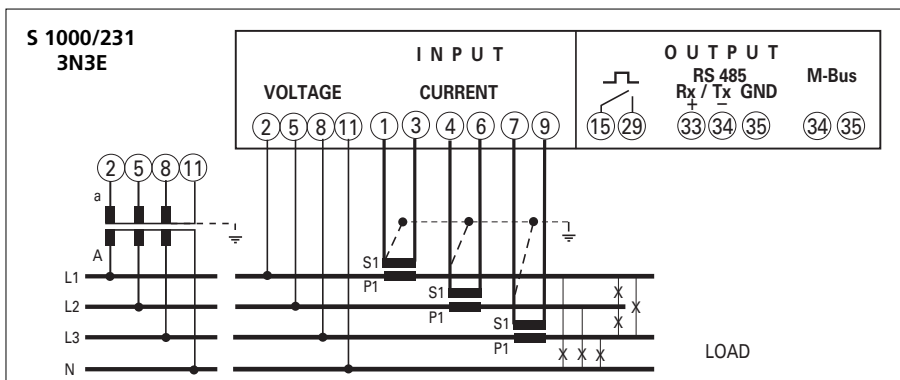 S 1000/231
3N3E
INPUT
OUTPUT
VOLTAGE
CURRENT
RS 485
Rx / Tx GND
+ −
M-Bus
2 5 8 11 1 3 4 6 7 9 15 29 33 34 35 34 35
2 5 8 11
a
A
S1
L1
P1
S1
L2
P1
S1
L3
P1
LOAD
N
X
X
X
X X X